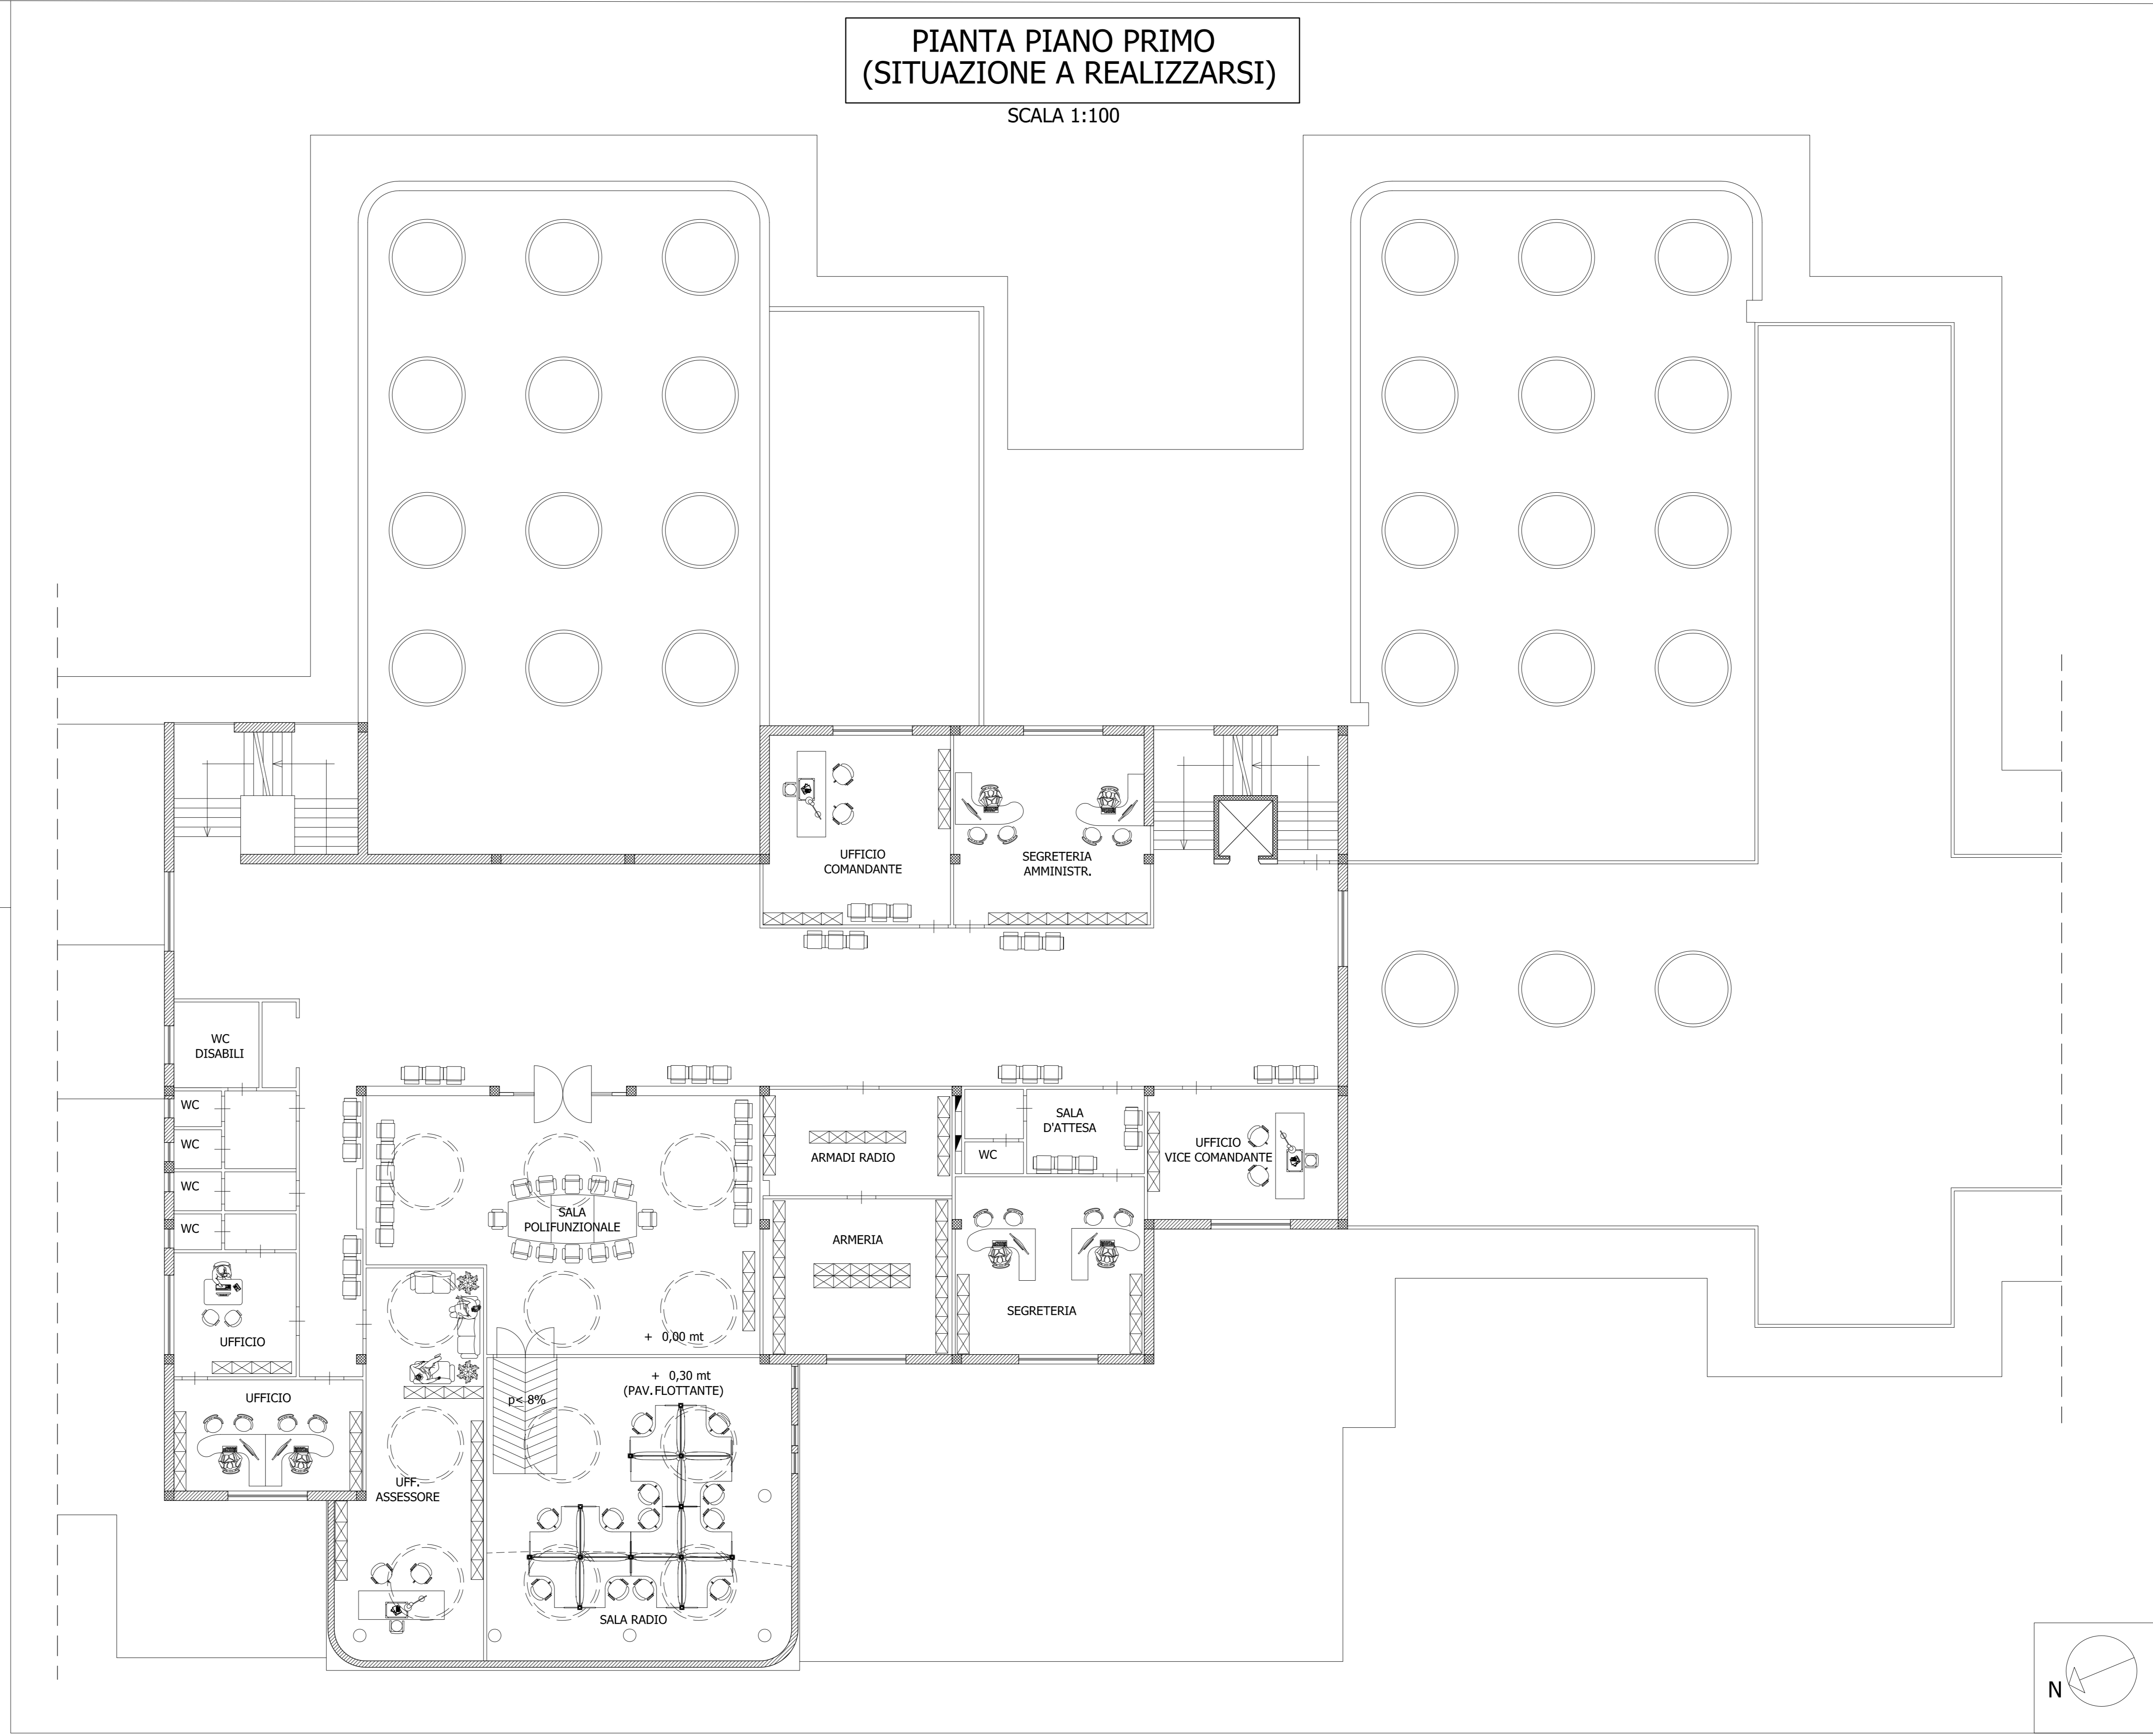 PIANTA PIANO PRIMO
(SITUAZIONE A REALIZZARSI)
SCALA 1:100
UFFICIO
COMANDANTE
SEGRETERIA
AMMINISTR.
WC
DISABILI
WC
WC
WC
WC
SALA
POLIFUNZIONALE
ARMADI RADIO
ARMERIA
SALA
D'ATTESA
WC
UFFICIO
VICE COMANDANTE
SEGRETERIA
UFFICIO
UFFICIO
+ 0,00 mt
+ 0,30 mt
(PAV.FLOTTANTE)
p< 8%
UFF.
ASSESSORE
SALA RADIO
N